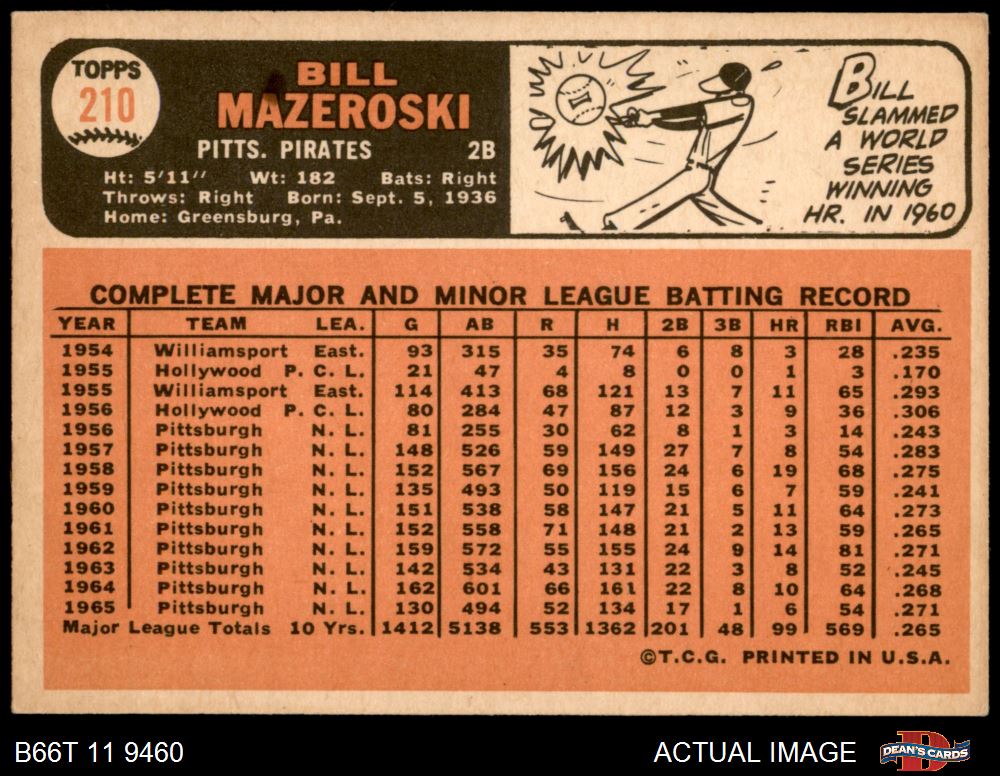 TOPPS
210
BILL
MAZEROSKI
PITTS. PIRATES 2B
Ht: 5'11" Wt: 182 Bats: Right
Throws: Right Born: Sept. 5, 1936
Home: Greensburg, Pa.
BILL
SLAMMED
A WORLD
SERIES
WINNING
HR. IN 1960
COMPLETE MAJOR AND MINOR LEAGUE BATTING RECORD
YEAR TEAM LEA. G AB R H 2B 3B HR RBI AVG.
1954 Williamsport East. 93 315 35 74 6 8 3 28 .235
1955 Hollywood P. C. L. 21 47 4 8 0 0 1 3 .170
1955 Williamsport East. 114 413 68 121 13 7 11 65 .293
1956 Hollywood P. C. L. 80 284 47 87 12 3 9 36 .306
1956 Pittsburgh N. L. 81 255 30 62 8 1 3 14 .243
1957 Pittsburgh N. L. 148 526 59 149 27 7 8 54 .283
1958 Pittsburgh N. L. 152 567 69 156 24 6 19 68 .275
1959 Pittsburgh N. L. 135 493 50 119 15 6 7 59 .241
1960 Pittsburgh N. L. 151 538 58 147 21 5 11 64 .273
1961 Pittsburgh N. L. 152 558 71 148 21 2 13 59 .265
1962 Pittsburgh N. L. 159 572 55 155 24 9 14 81 .271
1963 Pittsburgh N. L. 142 534 43 131 22 3 8 52 .245
1964 Pittsburgh N. L. 162 601 66 161 22 8 10 64 .268
1965 Pittsburgh N. L. 130 494 52 134 17 1 6 54 .271
Major League Totals 10 Yrs. 1412 5138 553 1362 201 48 99 569 .265
©T.C.G. PRINTED IN U.S.A.
B66T 11 9460
ACTUAL IMAGE
D
DEAN'S CARDS